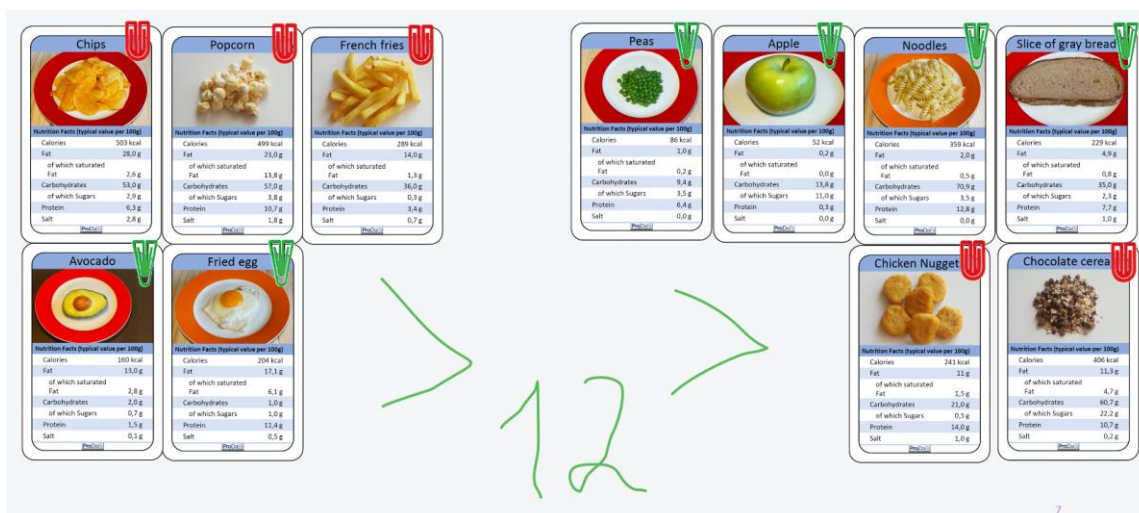 Chips
Nutrition Facts (typical value per 100g)
Calories 503 kcal
Fat 28,0 g
of which saturated
Fat 2,6 g
Carbohydrates 53,0 g
of which Sugars 2,9 g
Protein 6,3 g
Salt 2,8 g
Popcorn
Nutrition Facts (typical value per 100g)
Calories 499 kcal
Fat 23,0 g
of which saturated
Fat 13,8 g
Carbohydrates 57,0 g
of which Sugars 3,8 g
Protein 10,7 g
Salt 1,8 g
French fries
Nutrition Facts (typical value per 100g)
Calories 289 kcal
Fat 14,0 g
of which saturated
Fat 1,3 g
Carbohydrates 36,0 g
of which Sugars 0,3 g
Protein 3,4 g
Salt 0,7 g
Peas
Nutrition Facts (typical value per 100g)
Calories 86 kcal
Fat 1,0 g
of which saturated
Fat 0,2 g
Carbohydrates 9,4 g
of which Sugars 3,5 g
Protein 6,4 g
Salt 0,0 g
Apple
Nutrition Facts (typical value per 100g)
Calories 52 kcal
Fat 0,2 g
of which saturated
Fat 0,0 g
Carbohydrates 13,8 g
of which Sugars 11,0 g
Protein 0,3 g
Salt 0,0 g
Noodles
Nutrition Facts (typical value per 100g)
Calories 359 kcal
Fat 2,0 g
of which saturated
Fat 0,5 g
Carbohydrates 70,9 g
of which Sugars 3,5 g
Protein 12,8 g
Salt 0,0 g
Slice of gray bread
Nutrition Facts (typical value per 100g)
Calories 229 kcal
Fat 4,9 g
of which saturated
Fat 0,8 g
Carbohydrates 35,0 g
of which Sugars 2,3 g
Protein 7,7 g
Salt 1,0 g
Avocado
Nutrition Facts (typical value per 100g)
Calories 160 kcal
Fat 13,0 g
of which saturated
Fat 2,8 g
Carbohydrates 2,0 g
of which Sugars 0,7 g
Protein 1,5 g
Salt 0,1 g
Fried egg
Nutrition Facts (typical value per 100g)
Calories 204 kcal
Fat 17,1 g
of which saturated
Fat 6,1 g
Carbohydrates 1,0 g
of which Sugars 1,0 g
Protein 11,4 g
Salt 0,5 g
> 12 >
Chicken Nugget
Nutrition Facts (typical value per 100g)
Calories 241 kcal
Fat 11 g
of which saturated
Fat 1,5 g
Carbohydrates 21,0 g
of which Sugars 0,5 g
Protein 14,0 g
Salt 1,0 g
Chocolate cerea
Nutrition Facts (typical value per 100g)
Calories 406 kcal
Fat 11,3 g
of which saturated
Fat 4,7 g
Carbohydrates 60,7 g
of which Sugars 22,2 g
Protein 10,7 g
Salt 0,2 g
7